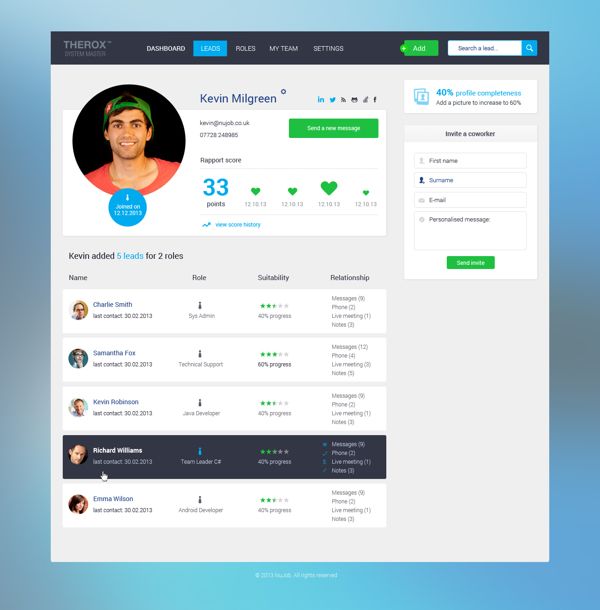 THEROX™
SYSTEM MASTER
DASHBOARD
LEADS
ROLES
MY TEAM
SETTINGS
Add
Search a lead...
Kevin Milgreen
kevin@nujob.co.uk
07728 248985
Send a new message
Rapport score
33
points
12.10.13
12.10.13
12.10.13
12.10.13
view score history
Joined on
12.12.2013
40% profile completeness
Add a picture to increase to 60%
Invite a coworker
First name
Surname
E-mail
Personalised message:
Send invite
Kevin added 5 leads for 2 roles
Name Role Suitability Relationship
Charlie Smith
last contact: 30.02.2013
Sys Admin
40% progress
Messages (9)
Phone (2)
Live meeting (1)
Notes (3)
Samantha Fox
last contact: 30.02.2013
Technical Support
60% progress
Messages (12)
Phone (4)
Live meeting (3)
Notes (5)
Kevin Robinson
last contact: 30.02.2013
Java Developer
40% progress
Messages (9)
Phone (2)
Live meeting (1)
Notes (3)
Richard Williams
last contact: 30.02.2013
Team Leader C#
40% progress
Messages (9)
Phone (2)
Live meeting (1)
Notes (3)
Emma Wilson
last contact: 30.02.2013
Android Developer
40% progress
Messages (9)
Phone (2)
Live meeting (1)
Notes (3)
© 2013 NuJob. All rights reserved